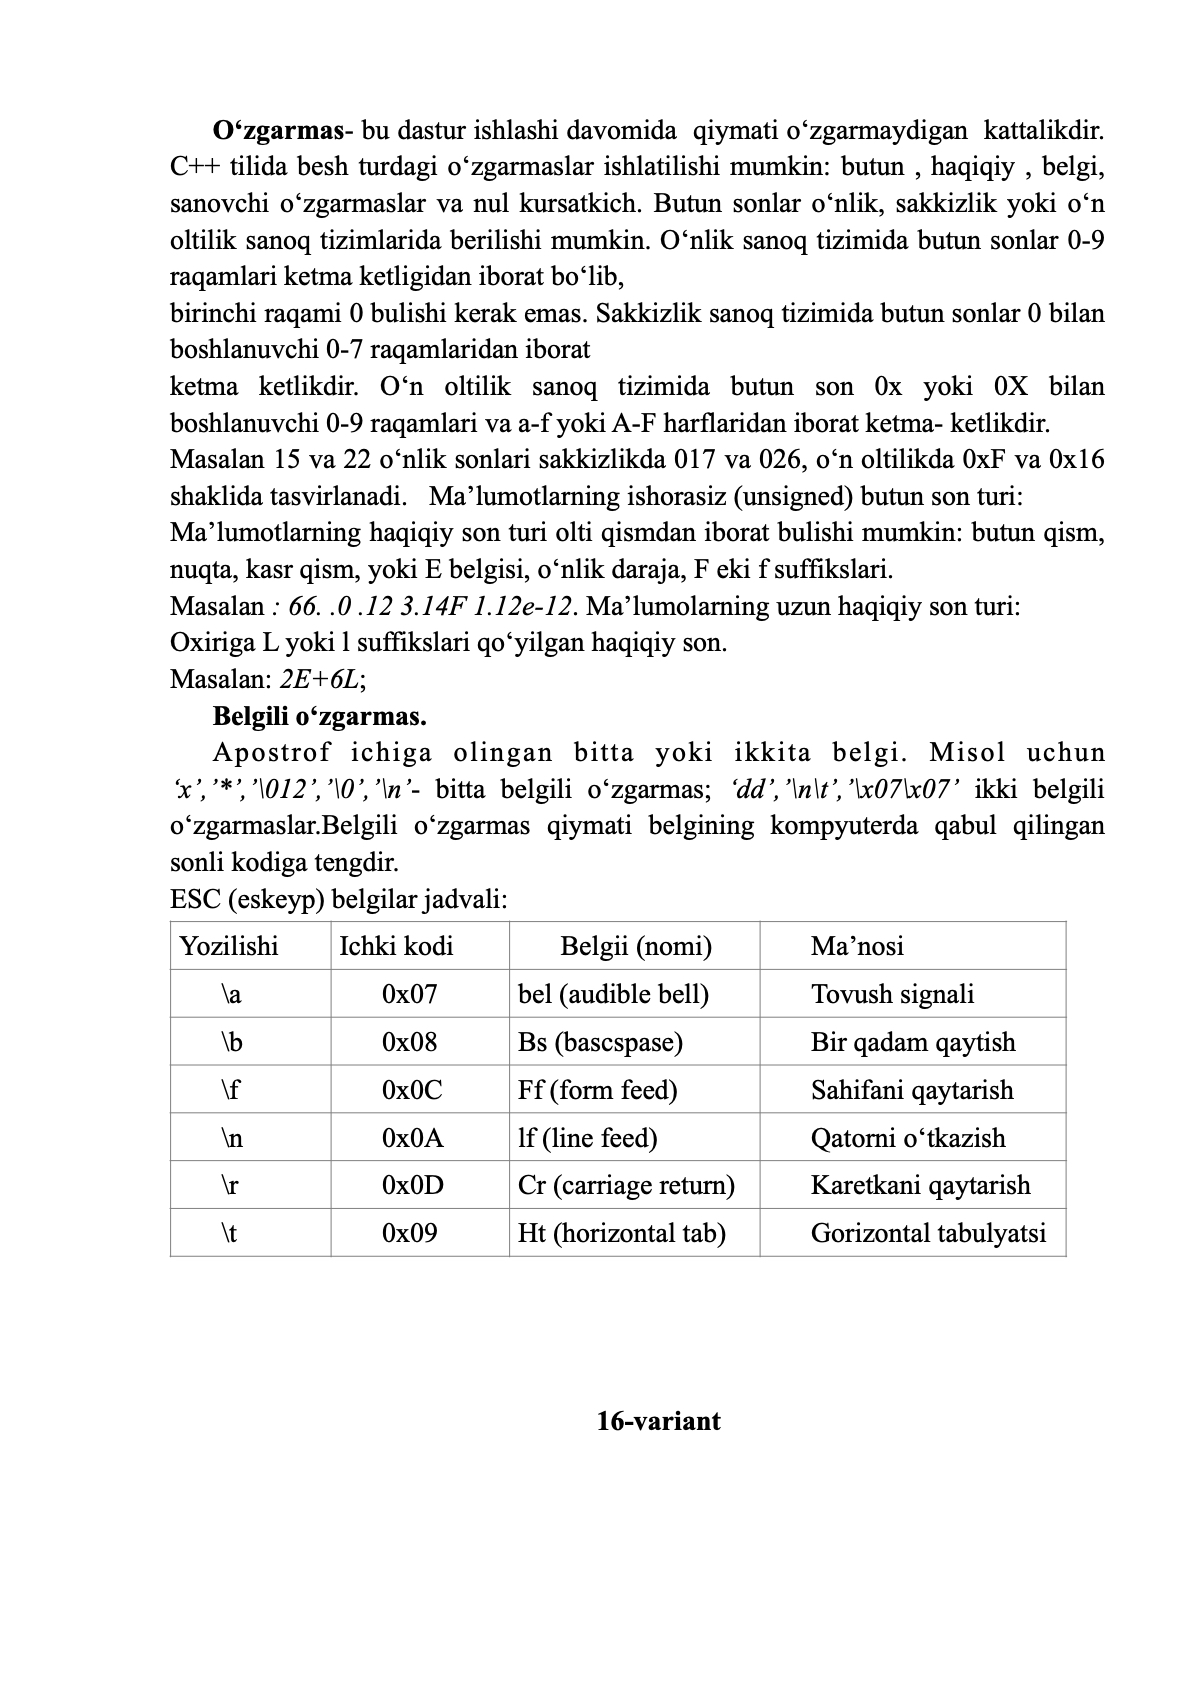 O‘zgarmas- bu dastur ishlashi davomida qiymati o‘zgarmaydigan kattalikdir.
C++ tilida besh turdagi o‘zgarmaslar ishlatilishi mumkin: butun , haqiqiy , belgi,
sanovchi o‘zgarmaslar va nul kursatkich. Butun sonlar o‘nlik, sakkizlik yoki o‘n
oltilik sanoq tizimlarida berilishi mumkin. O‘nlik sanoq tizimida butun sonlar 0-9
raqamlari ketma ketligidan iborat bo‘lib,
birinchi raqami 0 bulishi kerak emas. Sakkizlik sanoq tizimida butun sonlar 0 bilan
boshlanuvchi 0-7 raqamlaridan iborat
ketma ketlikdir. O‘n oltilik sanoq tizimida butun son 0x yoki 0X bilan
boshlanuvchi 0-9 raqamlari va a-f yoki A-F harflaridan iborat ketma- ketlikdir.
Masalan 15 va 22 o‘nlik sonlari sakkizlikda 017 va 026, o‘n oltilikda 0xF va 0x16
shaklida tasvirlanadi. Ma’lumotlarning ishorasiz (unsigned) butun son turi:
Ma’lumotlarning haqiqiy son turi olti qismdan iborat bulishi mumkin: butun qism,
nuqta, kasr qism, yoki E belgisi, o‘nlik daraja, F eki f suffikslari.
Masalan : 66. .0 .12 3.14F 1.12e-12. Ma’lumolarning uzun haqiqiy son turi:
Oxiriga L yoki l suffikslari qo‘yilgan haqiqiy son.
Masalan: 2E+6L;
Belgili o‘zgarmas.
Apostrof ichiga olingan bitta yoki ikkita belgi. Misol uchun
‘x’,’*’,’\012’,’\0’,’\n’- bitta belgili o‘zgarmas; ‘dd’,’\n\t’,’\x07\x07’ ikki belgili
o‘zgarmaslar.Belgili o‘zgarmas qiymati belgining kompyuterda qabul qilingan
sonli kodiga tengdir.
ESC (eskeyp) belgilar jadvali:
Yozilishi Ichki kodi Belgii (nomi) Ma’nosi
\a 0x07 bel (audible bell) Tovush signali
\b 0x08 Bs (bascspase) Bir qadam qaytish
\f 0x0C Ff (form feed) Sahifani qaytarish
\n 0x0A lf (line feed) Qatorni o‘tkazish
\r 0x0D Cr (carriage return) Karetkani qaytarish
\t 0x09 Ht (horizontal tab) Gorizontal tabulyatsi
16-variant